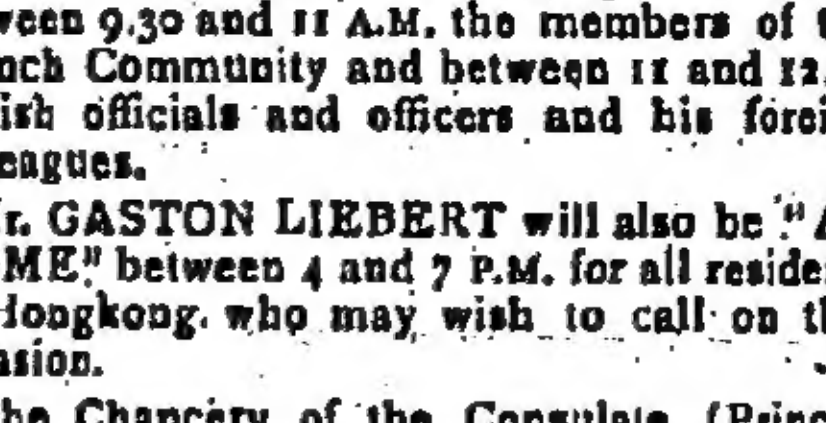 ween 9.30 and 11 A.M. the members of t
nch Community and between 11 and 12.
ish officials and officers and his forei
eagues.
r. GASTON LIEBERT will also be "A
ME" between 4 and 7 P.M. for all reside
Hongkong. who may wish to call on th
asion.
he Chancery of the Consulate (Princ